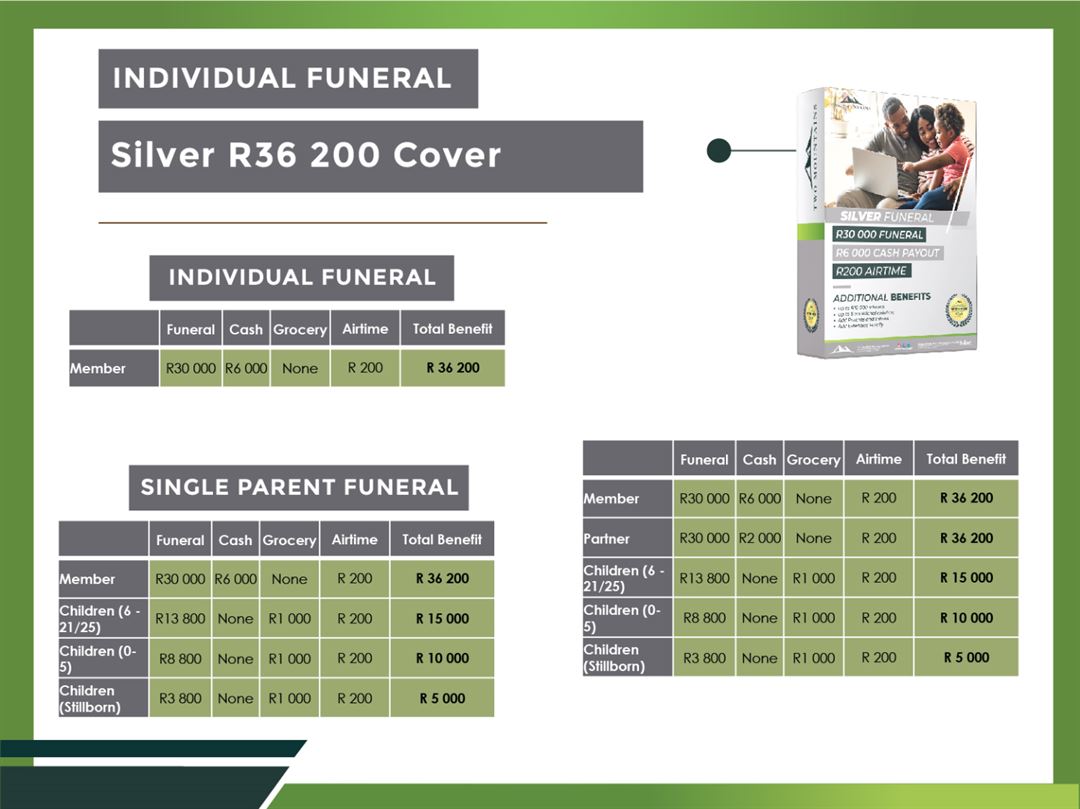 INDIVIDUAL FUNERAL
Silver R36 200 Cover
TWO MOUNTAINS
SILVER FUNERAL
R30 000 FUNERAL
R6 000 CASH PAYOUT
R200 AIRTIME
ADDITIONAL BENEFITS
INDIVIDUAL FUNERAL
Funeral Cash Grocery Airtime Total Benefit
Member R30 000 R6 000 None R 200 R 36 200
SINGLE PARENT FUNERAL
Funeral Cash Grocery Airtime Total Benefit
Member R30 000 R6 000 None R 200 R 36 200
Children (6 -
21/25) R13 800 None R1 000 R 200 R 15 000
Children (0-
5) R8 800 None R1 000 R 200 R 10 000
Children
(Stillborn) R3 800 None R1 000 R 200 R 5 000
Funeral Cash Grocery Airtime Total Benefit
Member R30 000 R6 000 None R 200 R 36 200
Partner R30 000 R2 000 None R 200 R 36 200
Children (6 -
21/25) R13 800 None R1 000 R 200 R 15 000
Children (0-
5) R8 800 None R1 000 R 200 R 10 000
Children
(Stillborn) R3 800 None R1 000 R 200 R 5 000